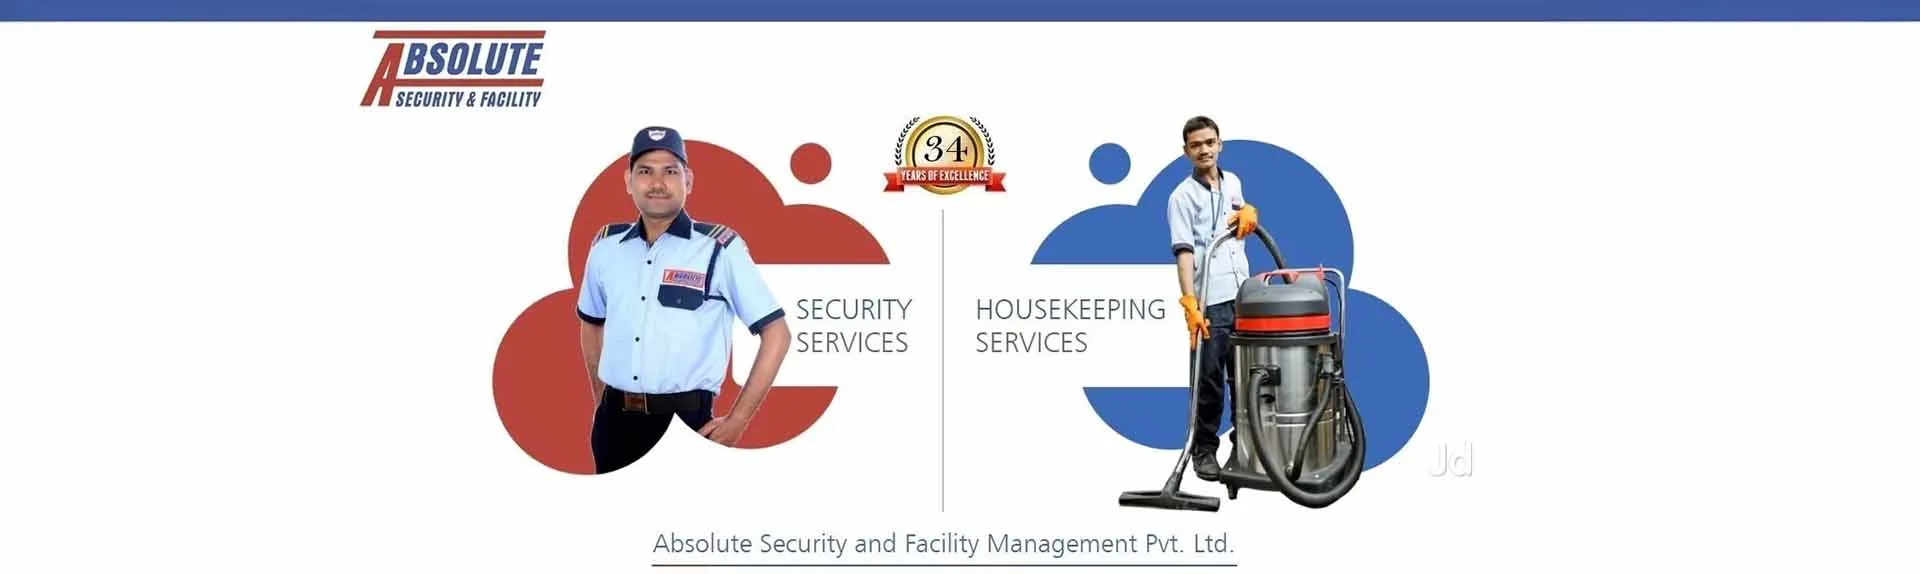 ABSOLUTE
SECURITY & FACILITY
34
YEARS OF EXCELLENCE
ABSOLUTE
SECURITY
SERVICES
HOUSEKEEPING
SERVICES
Jd
Absolute Security and Facility Management Pvt. Ltd.